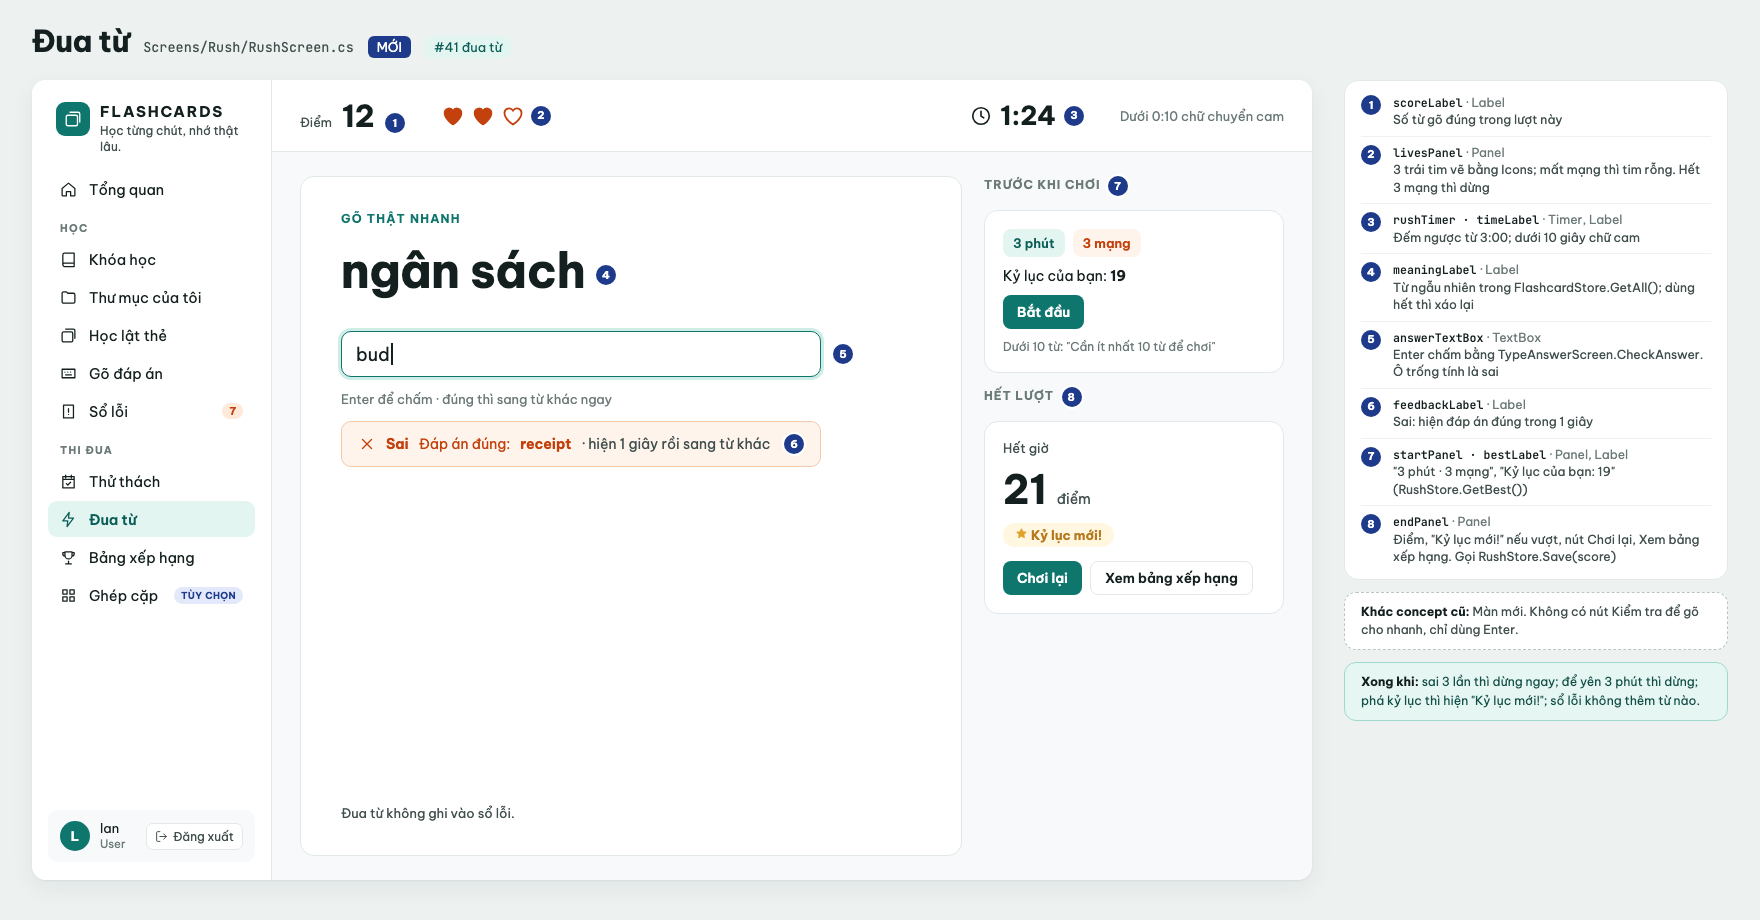 Đua từ Screens/Rush/RushScreen.cs MỚI #41 đua từ
FLASHCARDS
Học từng chút, nhớ thật
lâu.
Tổng quan
HỌC
Khóa học
Thư mục của tôi
Học lật thẻ
Gõ đáp án
Sổ lỗi 7
THI ĐUA
Thử thách
Đua từ
Bảng xếp hạng
Ghép cặp TÙY CHỌN
L
lan
User
Đăng xuất
Điểm 12 1
2
1:24 3 Dưới 0:10 chữ chuyển cam
GÕ THẬT NHANH
ngân sách 4
bud 5
Enter để chấm · đúng thì sang từ khác ngay
Sai Đáp án đúng: receipt · hiện 1 giây rồi sang từ khác 6
Đua từ không ghi vào sổ lỗi.
TRƯỚC KHI CHƠI 7
3 phút 3 mạng
Kỷ lục của bạn: 19
Bắt đầu
Dưới 10 từ: "Cần ít nhất 10 từ để chơi"
HẾT LƯỢT 8
Hết giờ
21 điểm
Kỷ lục mới!
Chơi lại Xem bảng xếp hạng
1 scoreLabel · Label
Số từ gõ đúng trong lượt này
2 livesPanel · Panel
3 trái tim vẽ bằng Icons; mất mạng thì tim rỗng. Hết
3 mạng thì dừng
3 rushTimer · timeLabel · Timer, Label
Đếm ngược từ 3:00; dưới 10 giây chữ cam
4 meaningLabel · Label
Từ ngẫu nhiên trong FlashcardStore.GetAll(); dùng
hết thì xáo lại
5 answerTextBox · TextBox
Enter chấm bằng TypeAnswerScreen.CheckAnswer.
Ô trống tính là sai
6 feedbackLabel · Label
Sai: hiện đáp án đúng trong 1 giây
7 startPanel · bestLabel · Panel, Label
"3 phút · 3 mạng", "Kỷ lục của bạn: 19"
(RushStore.GetBest())
8 endPanel · Panel
Điểm, "Kỷ lục mới!" nếu vượt, nút Chơi lại, Xem bảng
xếp hạng. Gọi RushStore.Save(score)
Khác concept cũ: Màn mới. Không có nút Kiểm tra để gõ
cho nhanh, chỉ dùng Enter.
Xong khi: sai 3 lần thì dừng ngay; để yên 3 phút thì dừng;
phá kỷ lục thì hiện "Kỷ lục mới!"; sổ lỗi không thêm từ nào.